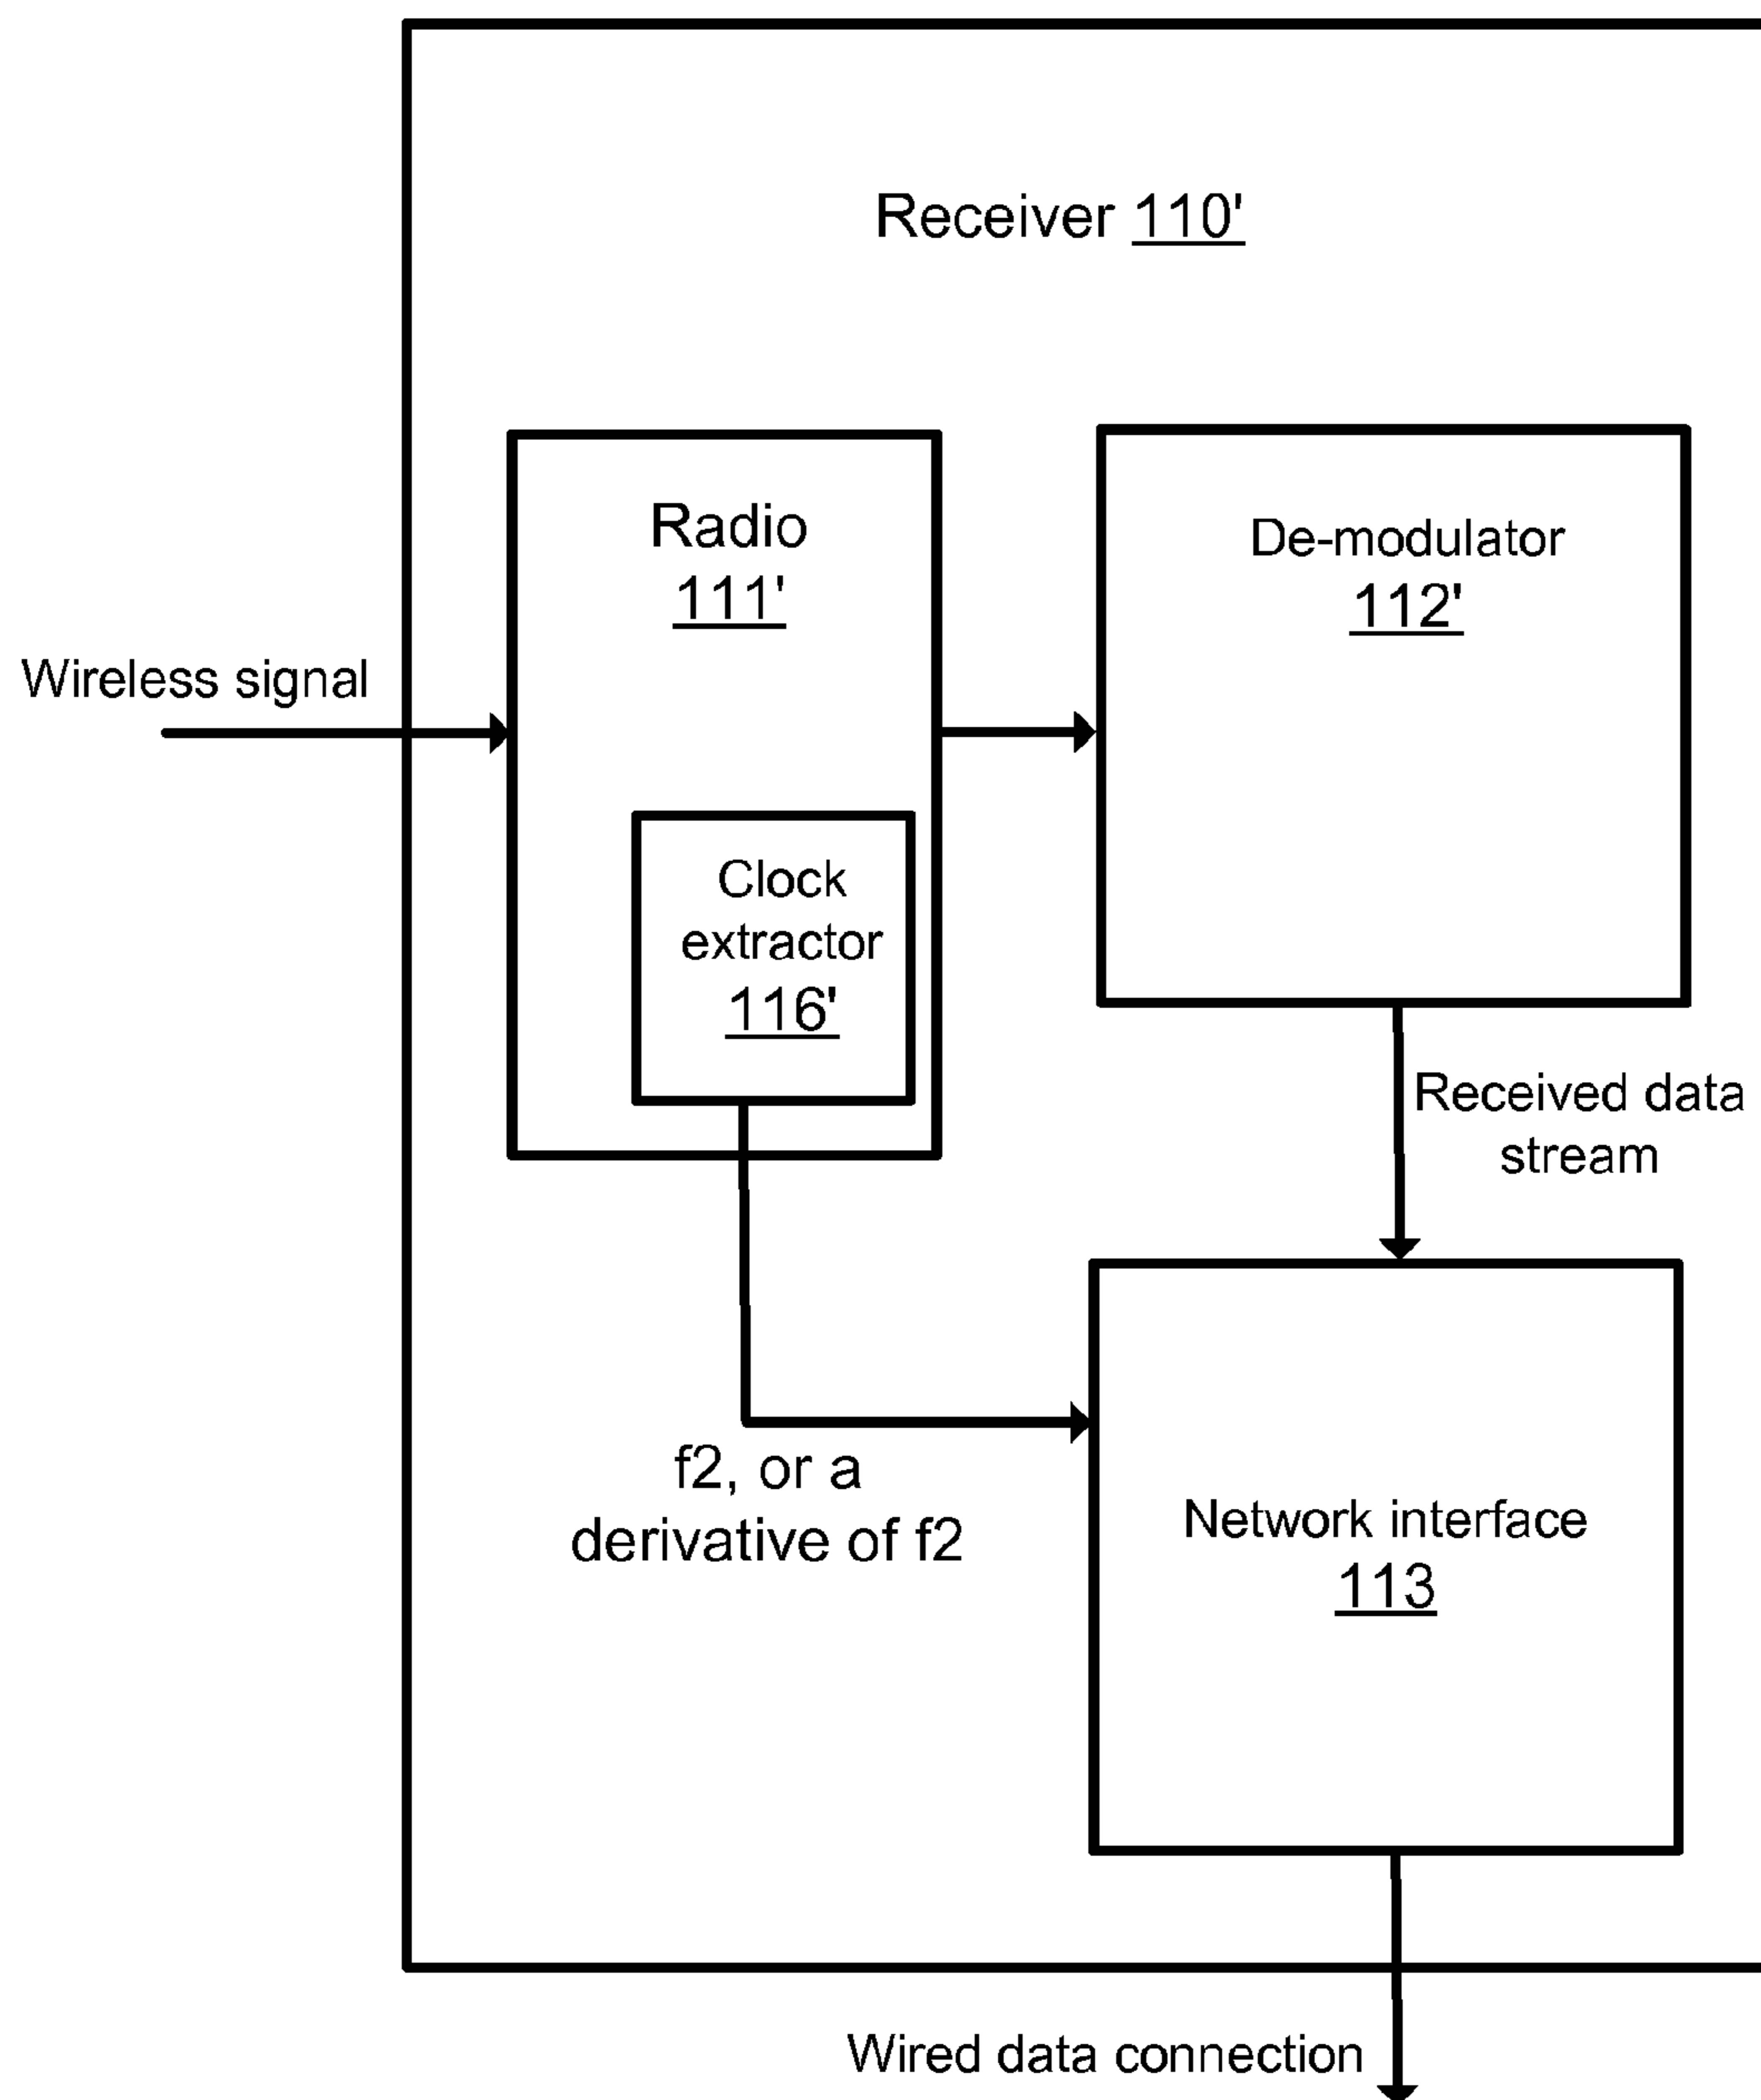 Receiver 110'
Radio
111'
De-modulator
112'
Wireless signal
Clock
extractor
116'
Received data
stream
f2, or a
derivative of f2
Network interface
113
Wired data connection